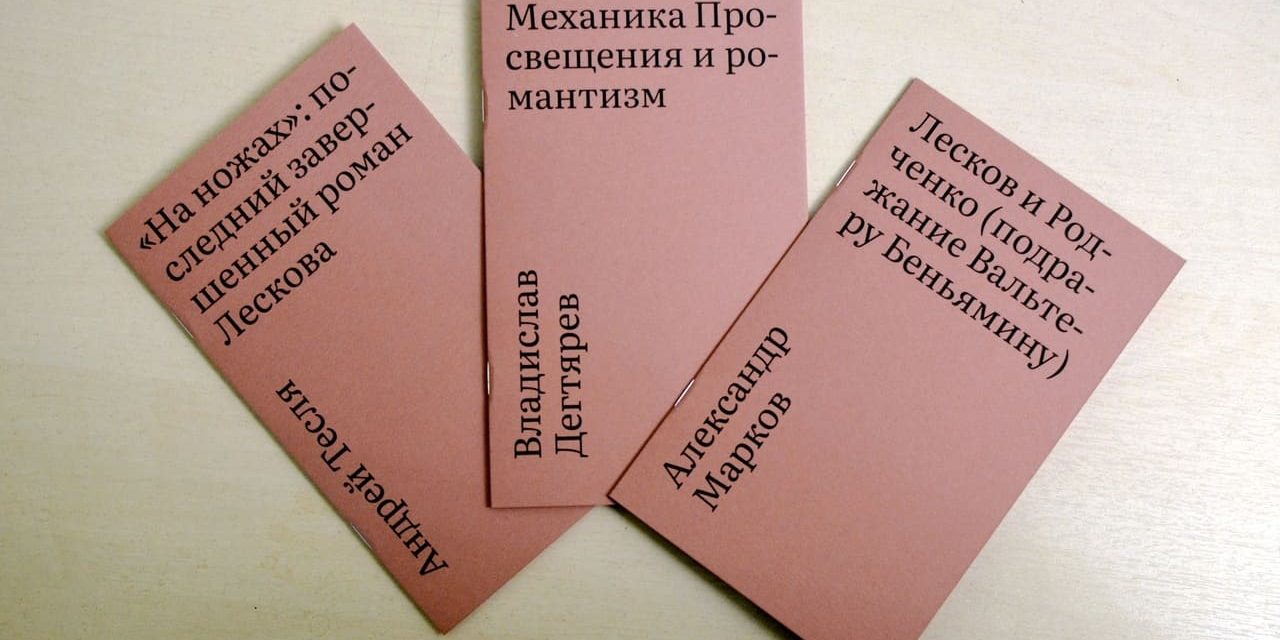 «На ножах»: по-
следний завер-
шенный роман
Лескова
Андрей Тесля
Механика Про-
свещения и ро-
мантизм
Владислав
Дегтярев
Лесков и Род-
ченко (подра-
жание Вальте-
ру Беньямину)
Александр
Марков